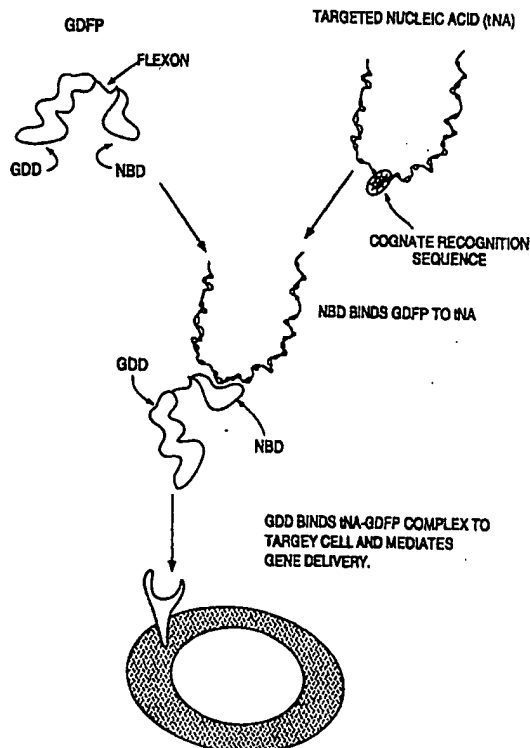 GDFP
FLEXON
GDD
NBD
TARGETED NUCLEIC ACID (tNA)
COGNATE RECOGNITION
SEQUENCE
NBD BINDS GDFP TO tNA
GDD
NBD
GDD BINDS tNA-GDFP COMPLEX TO
TARGEY CELL AND MEDIATES
GENE DELIVERY.